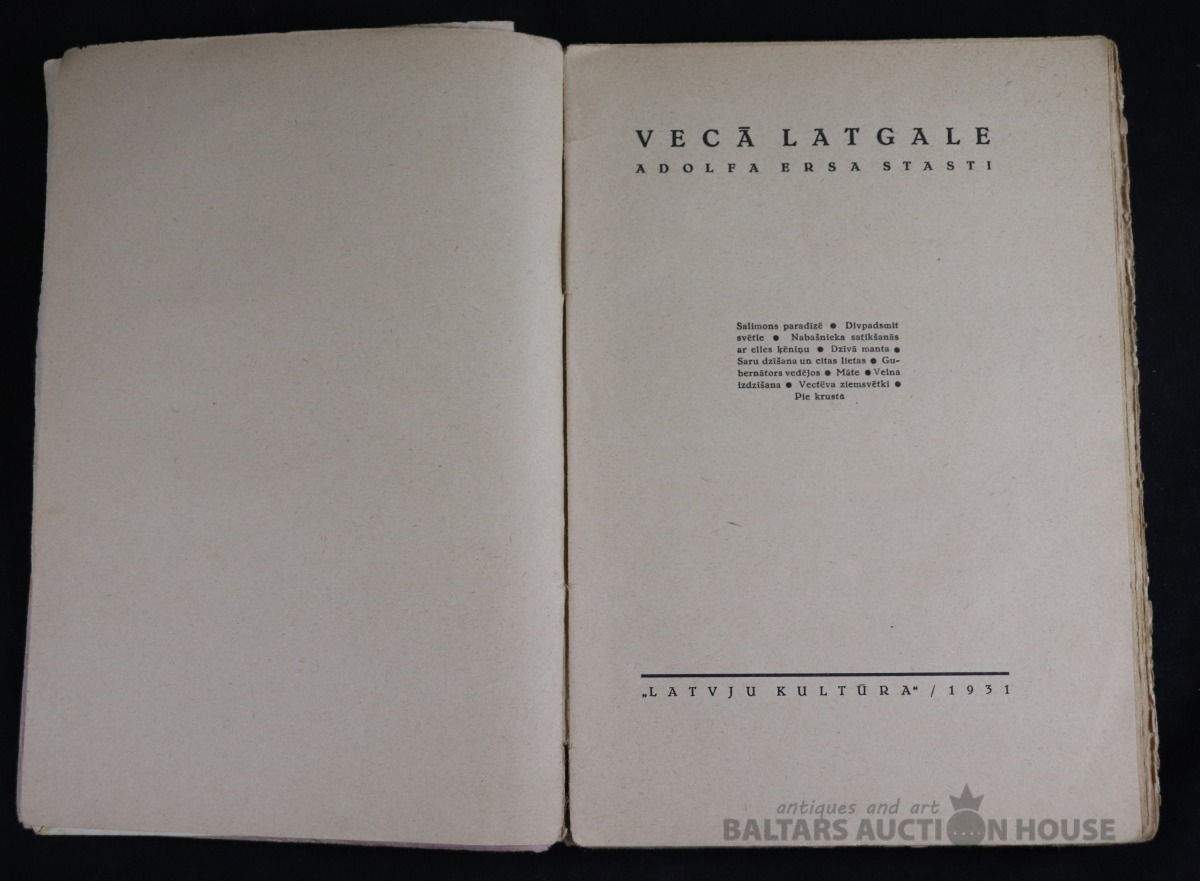 VECĀ LATGALE
ADOLFA ERSA STASTI
Salimons paradīzē ● Divpadsmit
svētie ● Nabašnieka satikšanās
ar elles ķēniņu ● Dzīvā manta ●
Saru dzīšana un citas lietas ● Gu-
bernātors vedējos ● Māte ● Velna
izdzīšana ● Vectēva ziemsvētki ●
Pie krusta
„LATVJU KULTŪRA“ / 1931
antiques and art
BALTARS AUCTION HOUSE